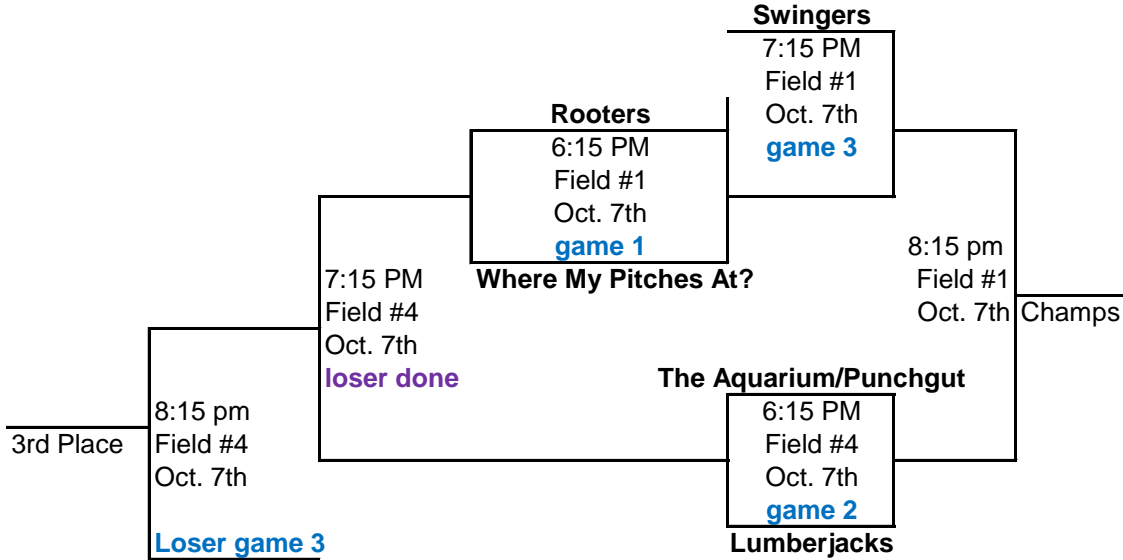 Swingers
7:15 PM
Field #1
Oct. 7th
game 3
Rooters
6:15 PM
Field #1
Oct. 7th
game 1
Where My Pitches At?
8:15 pm
Field #1
Oct. 7th
Champs
7:15 PM
Field #4
Oct. 7th
loser done
The Aquarium/Punchgut
6:15 PM
Field #4
Oct. 7th
game 2
Lumberjacks
3rd Place
8:15 pm
Field #4
Oct. 7th
Loser game 3